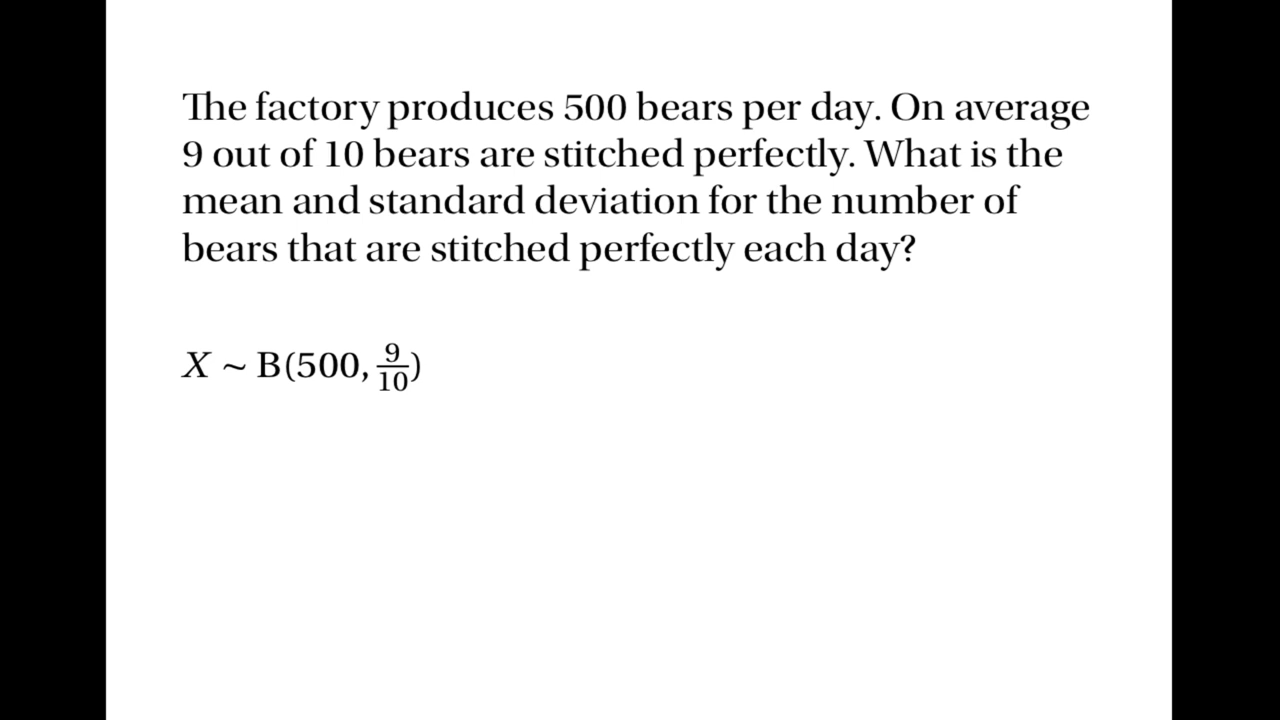 The factory produces 500 bears per day. On average
9 out of 10 bears are stitched perfectly. What is the
mean and standard deviation for the number of
bears that are stitched perfectly each day?
X ~ B(500, 9/10)